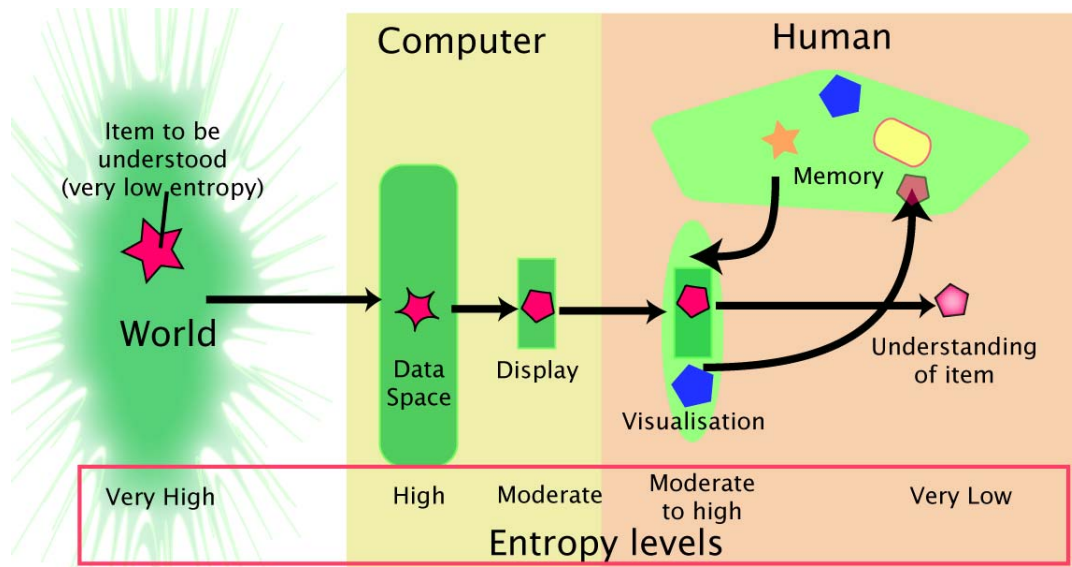 Computer
Human
Item to be
understood
(very low entropy)
Memory
World
Data
Space
Display
Visualisation
Understanding
of item
Very High
High
Moderate
Moderate
to high
Very Low
Entropy levels